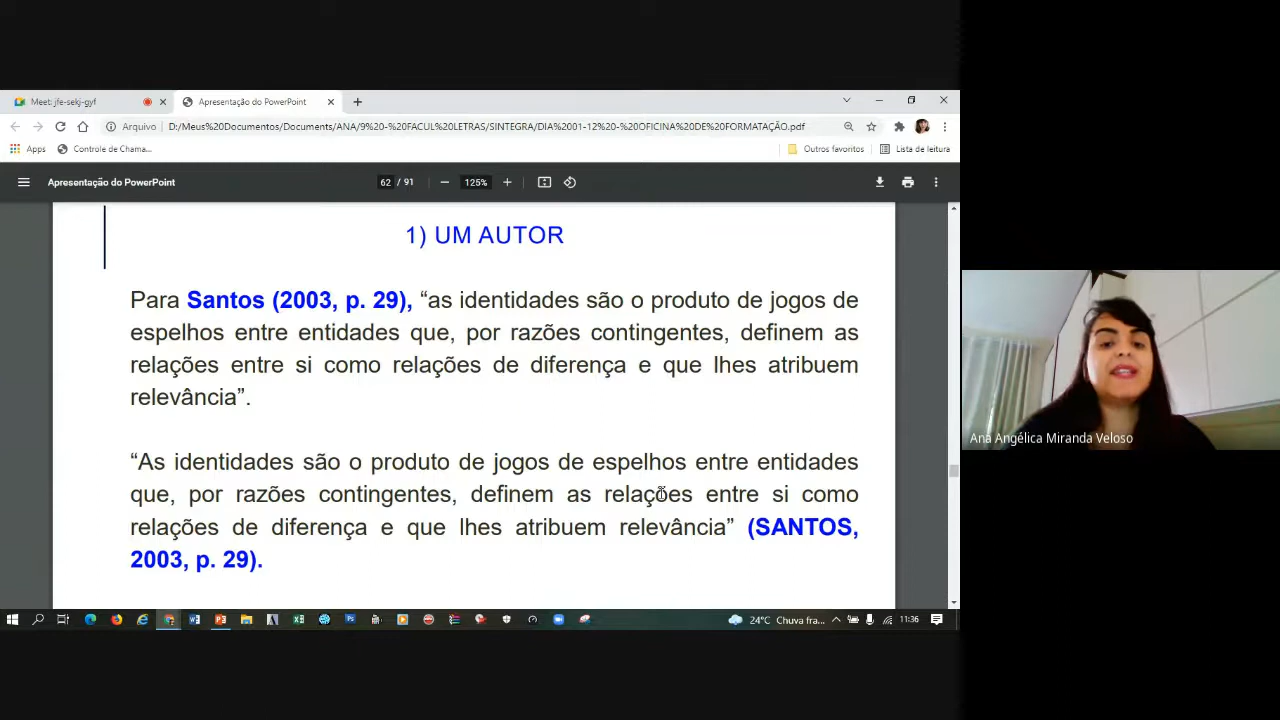 Meet: jfe-sekj-gyf
Apresentação do PowerPoint
Arquivo D:/Meus%20Documentos/Documents/ANA/9%20-%20FACUL%20LETRAS/SINTEGRA/DIA%2001-12%20-%20OFICINA%20DE%20FORMATAÇÃO.pdf
Apps Controle de Chama... Outros favoritos Lista de leitura
Apresentação do PowerPoint 62 / 91 125%
1) UM AUTOR
Para Santos (2003, p. 29), “as identidades são o produto de jogos de
espelhos entre entidades que, por razões contingentes, definem as
relações entre si como relações de diferença e que lhes atribuem
relevância”.
“As identidades são o produto de jogos de espelhos entre entidades
que, por razões contingentes, definem as relações entre si como
relações de diferença e que lhes atribuem relevância” (SANTOS,
2003, p. 29).
Ana Angélica Miranda Veloso
24°C Chuva fra... 11:36